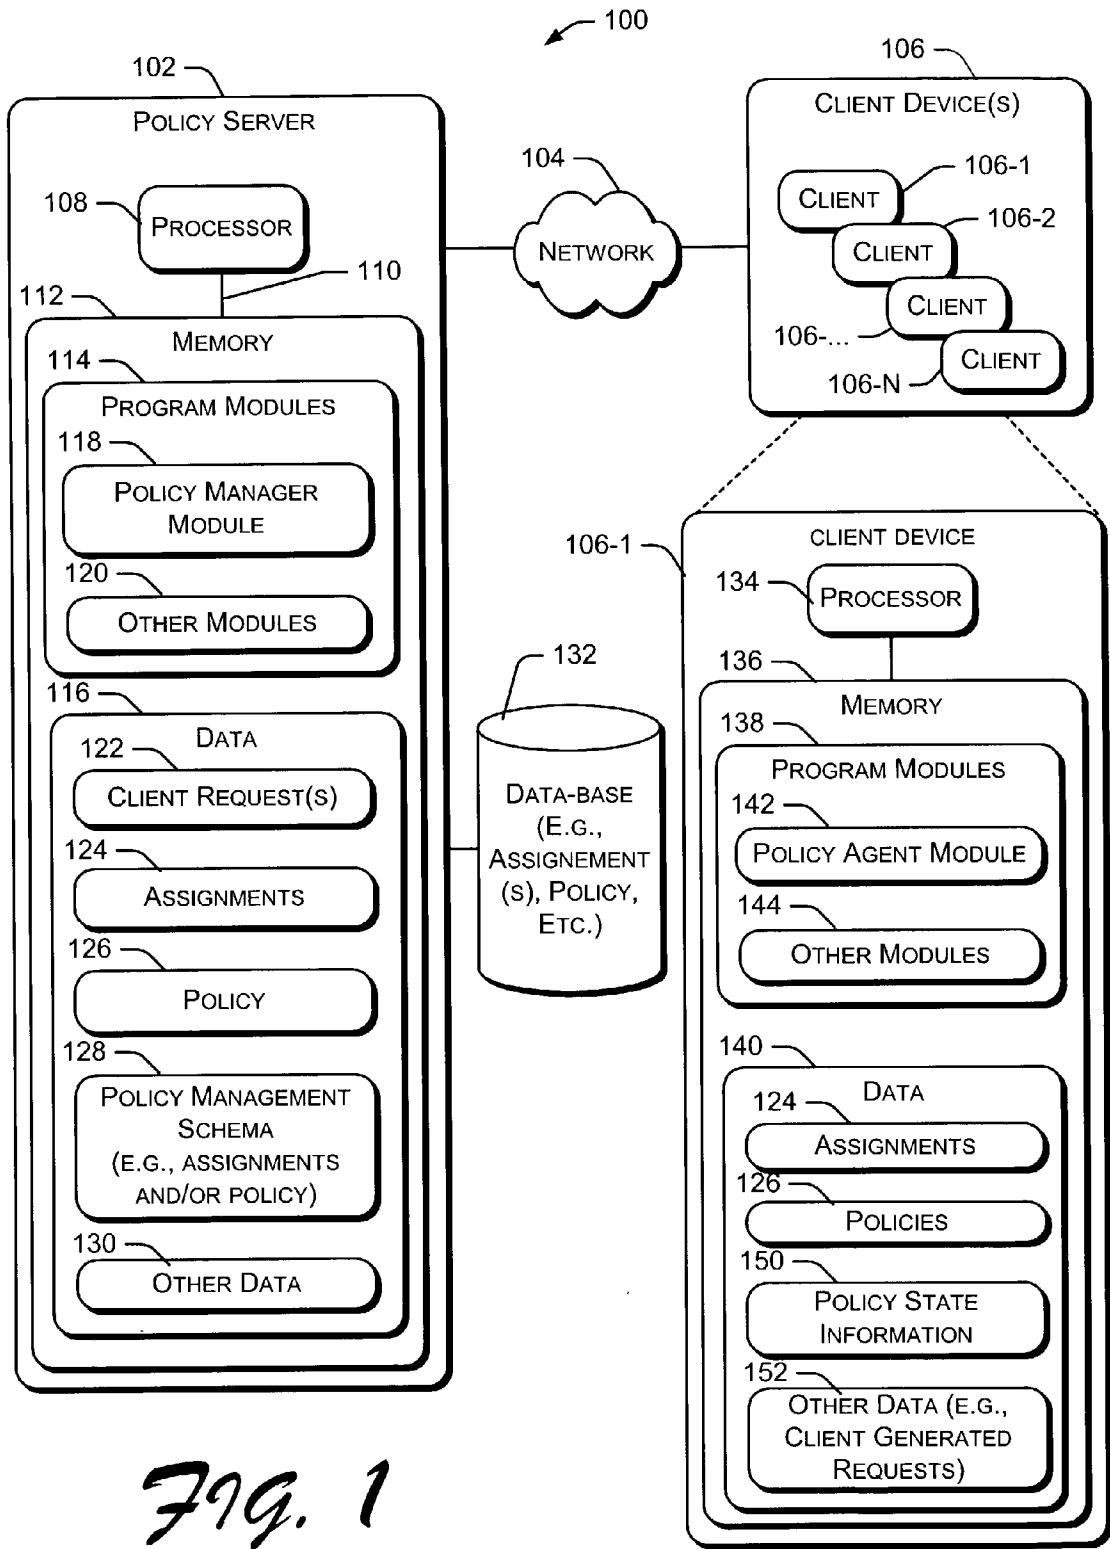 100
102
POLICY SERVER
108
PROCESSOR
110
112
MEMORY
114
PROGRAM MODULES
118
POLICY MANAGER
MODULE
120
OTHER MODULES
116
DATA
122
CLIENT REQUEST(S)
124
ASSIGNMENTS
126
POLICY
128
POLICY MANAGEMENT
SCHEMA
(E.G., ASSIGNMENTS
AND/OR POLICY)
130
OTHER DATA
104
NETWORK
132
DATA-BASE
(E.G.,
ASSIGNEMENT
(S), POLICY,
ETC.)
106
CLIENT DEVICE(S)
106-1
CLIENT
106-2
CLIENT
CLIENT
106-...
CLIENT
106-N
106-1
CLIENT DEVICE
134
PROCESSOR
136
MEMORY
138
PROGRAM MODULES
142
POLICY AGENT MODULE
144
OTHER MODULES
140
DATA
124
ASSIGNMENTS
126
POLICIES
150
POLICY STATE
INFORMATION
152
OTHER DATA (E.G.,
CLIENT GENERATED
REQUESTS)
FIG. 1